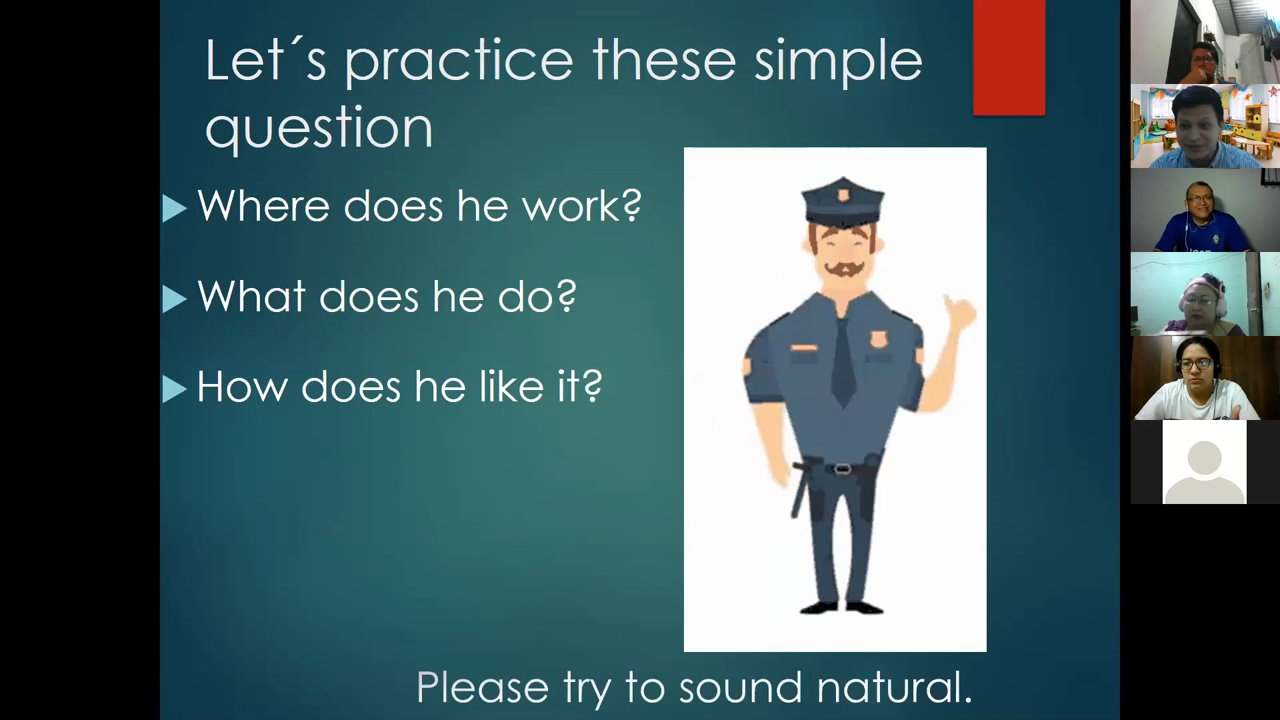 Let´s practice these simple
question
Where does he work?
What does he do?
How does he like it?
Please try to sound natural.